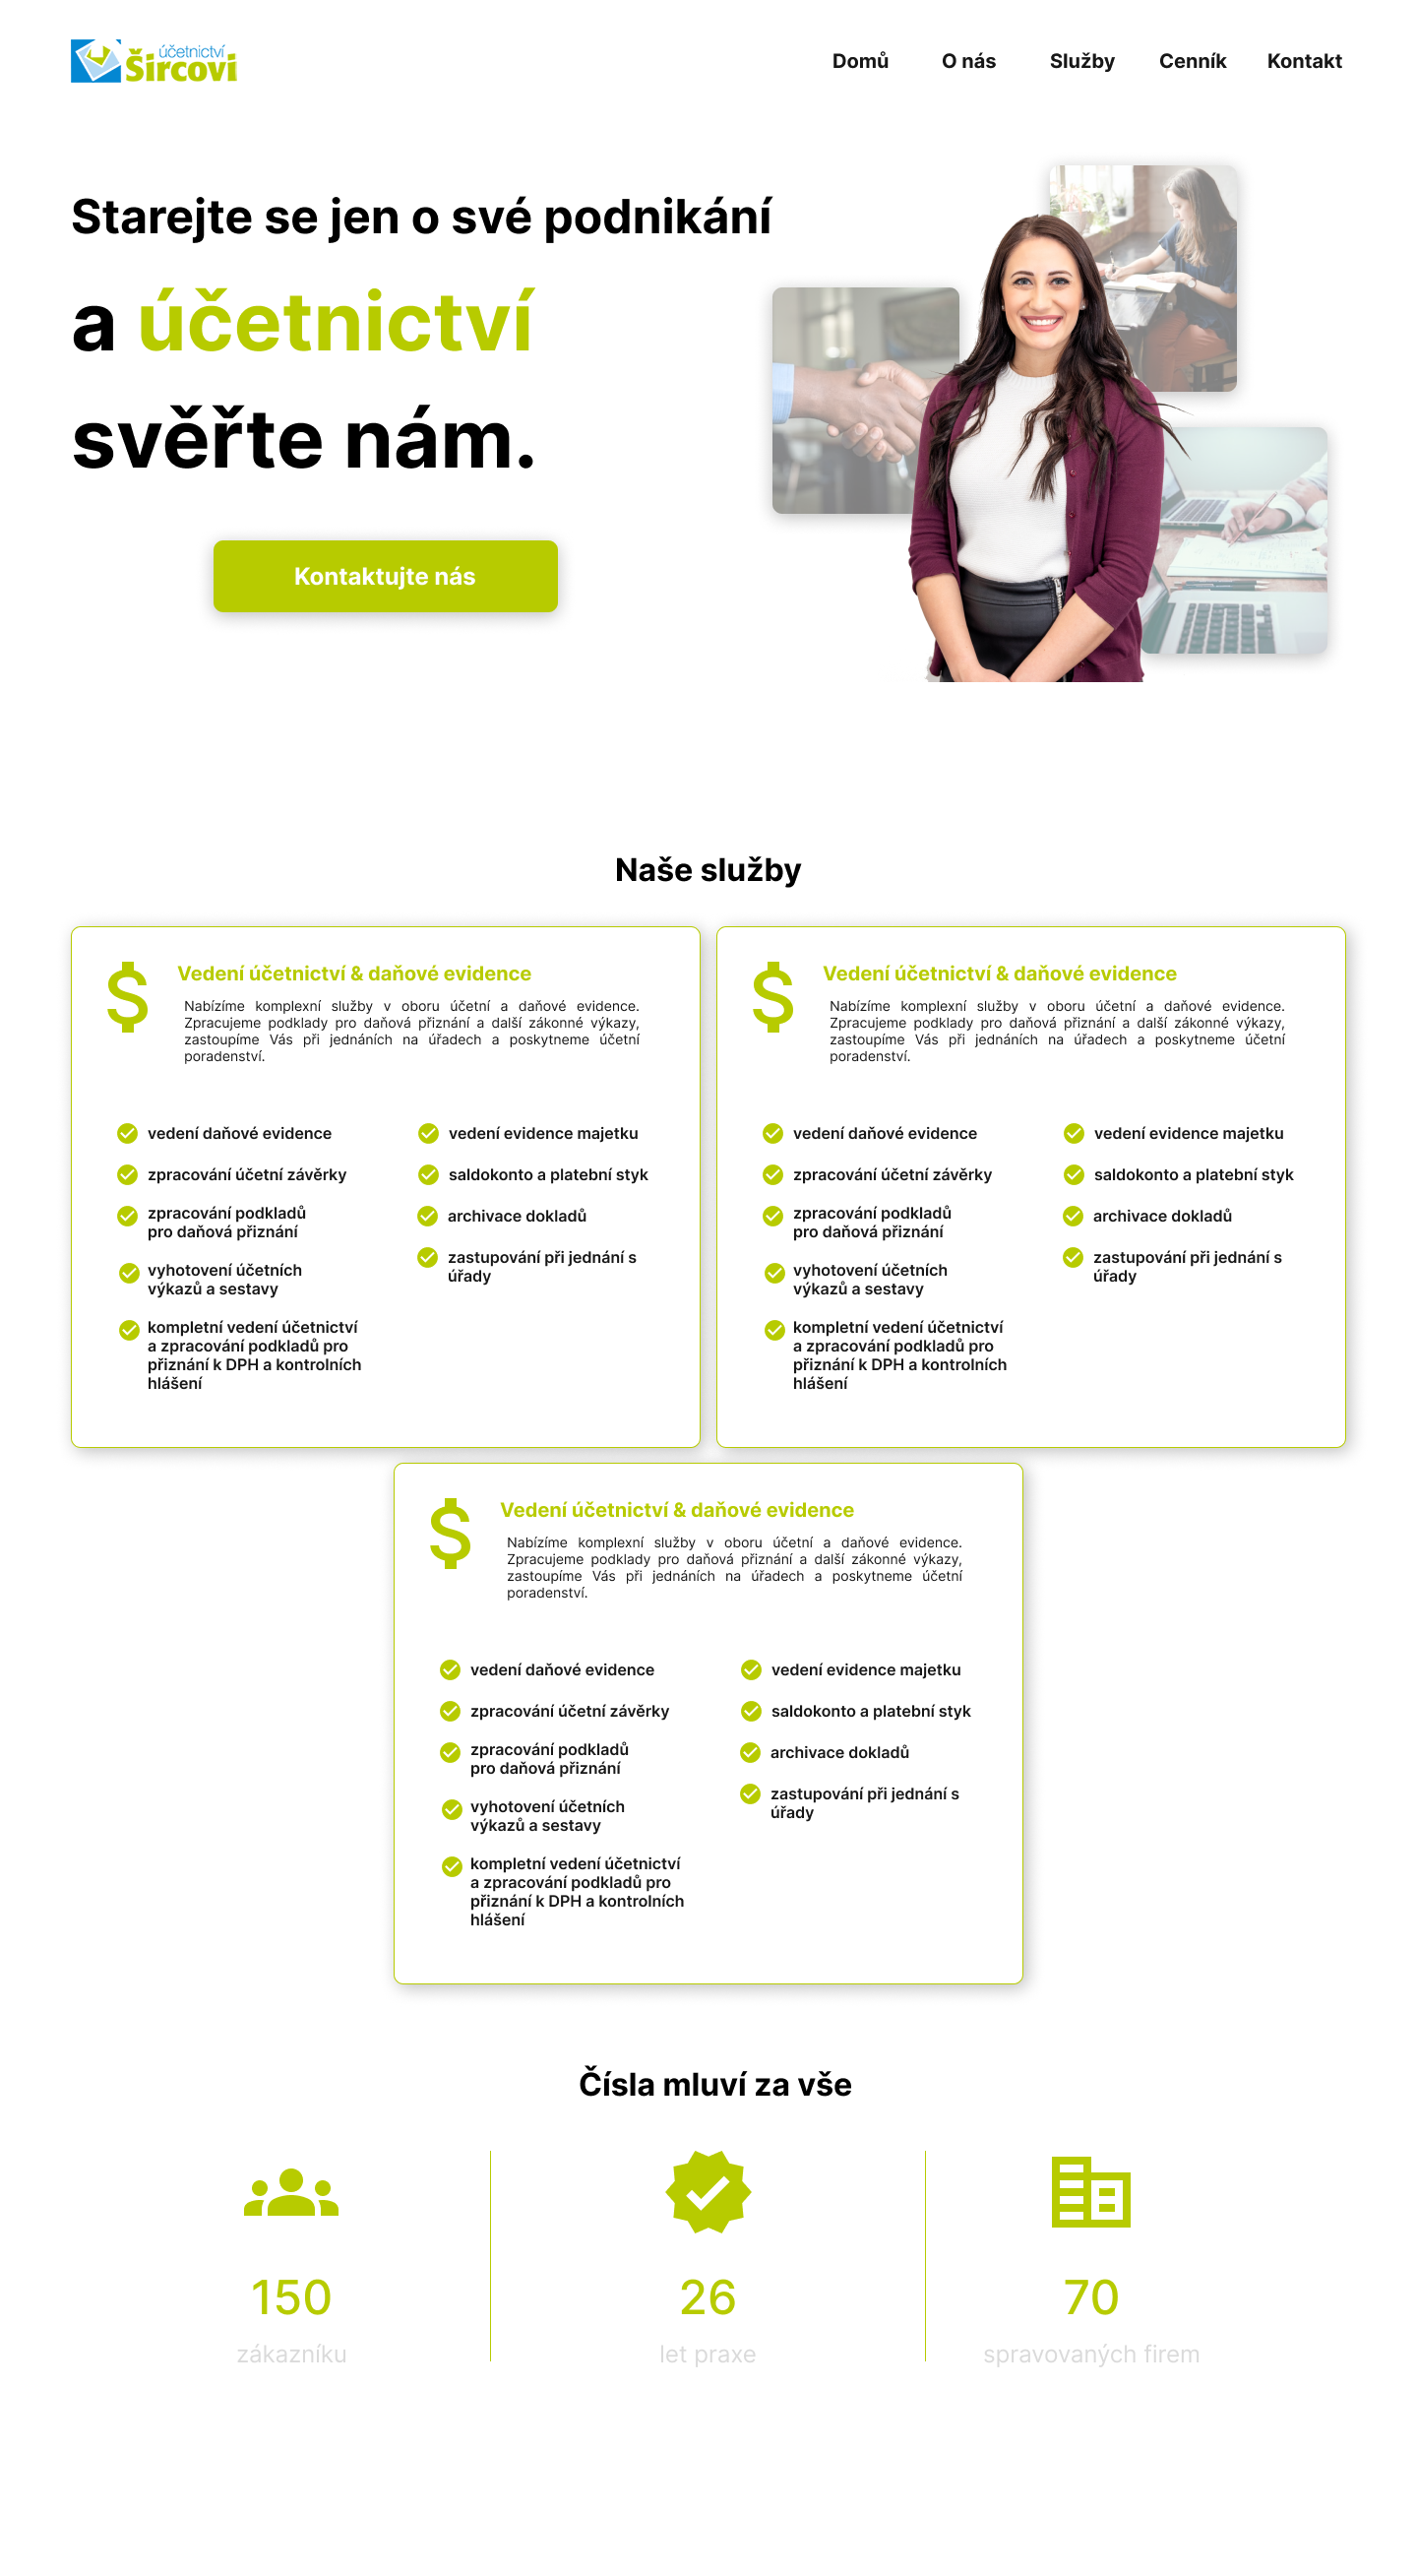 účetnictví
Šircovi
Domů
O nás
Služby
Cenník
Kontakt
Starejte se jen o své podnikání
a účetnictví
svěřte nám.
Kontaktujte nás
Naše služby
$
Vedení účetnictví & daňové evidence
Nabízíme komplexní služby v oboru účetní a daňové evidence.
Zpracujeme podklady pro daňová přiznání a další zákonné výkazy,
zastoupíme Vás při jednáních na úřadech a poskytneme účetní
poradenství.
vedení daňové evidence
zpracování účetní závěrky
zpracování podkladů
pro daňová přiznání
vyhotovení účetních
výkazů a sestavy
kompletní vedení účetnictví
a zpracování podkladů pro
přiznání k DPH a kontrolních
hlášení
vedení evidence majetku
saldokonto a platební styk
archivace dokladů
zastupování při jednání s
úřady
$
Vedení účetnictví & daňové evidence
Nabízíme komplexní služby v oboru účetní a daňové evidence.
Zpracujeme podklady pro daňová přiznání a další zákonné výkazy,
zastoupíme Vás při jednáních na úřadech a poskytneme účetní
poradenství.
vedení daňové evidence
zpracování účetní závěrky
zpracování podkladů
pro daňová přiznání
vyhotovení účetních
výkazů a sestavy
kompletní vedení účetnictví
a zpracování podkladů pro
přiznání k DPH a kontrolních
hlášení
vedení evidence majetku
saldokonto a platební styk
archivace dokladů
zastupování při jednání s
úřady
$
Vedení účetnictví & daňové evidence
Nabízíme komplexní služby v oboru účetní a daňové evidence.
Zpracujeme podklady pro daňová přiznání a další zákonné výkazy,
zastoupíme Vás při jednáních na úřadech a poskytneme účetní
poradenství.
vedení daňové evidence
zpracování účetní závěrky
zpracování podkladů
pro daňová přiznání
vyhotovení účetních
výkazů a sestavy
kompletní vedení účetnictví
a zpracování podkladů pro
přiznání k DPH a kontrolních
hlášení
vedení evidence majetku
saldokonto a platební styk
archivace dokladů
zastupování při jednání s
úřady
Čísla mluví za vše
150
zákazníku
26
let praxe
70
spravovaných firem